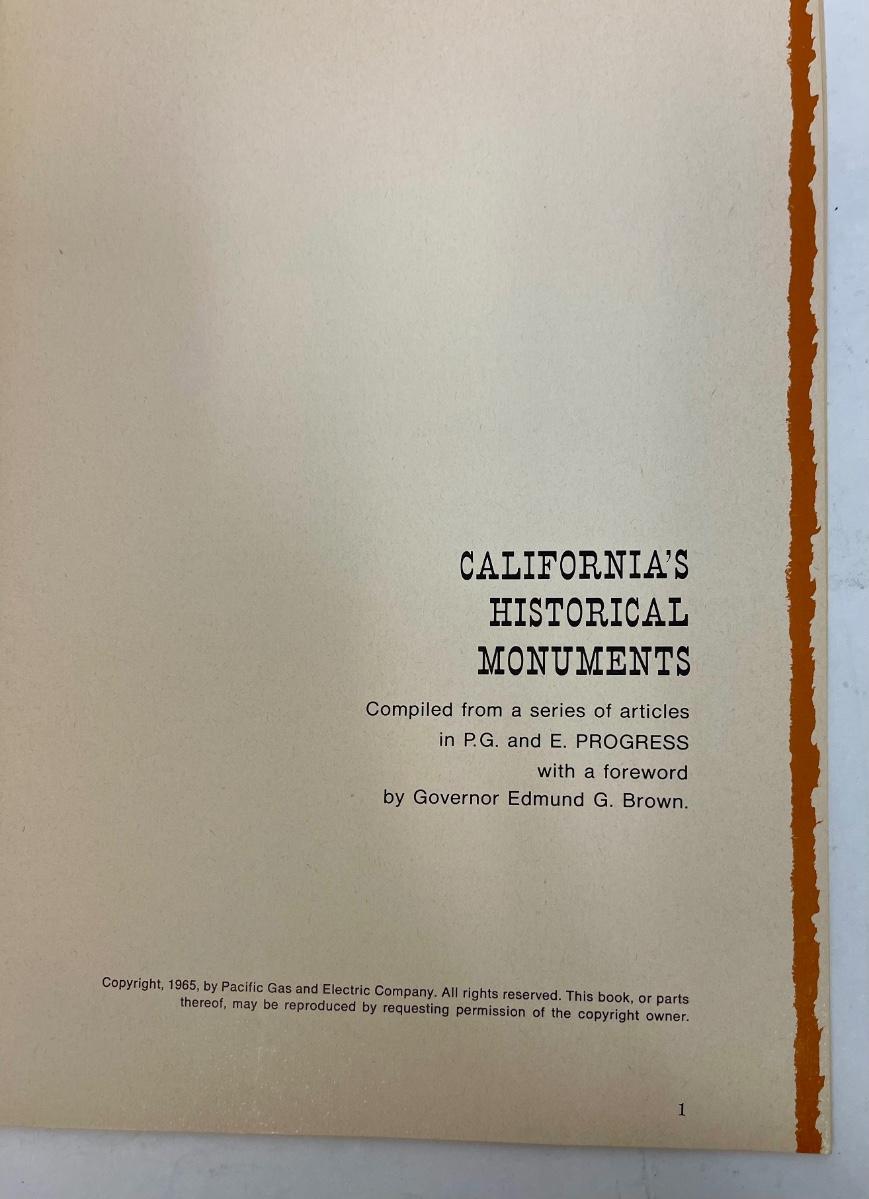 CALIFORNIA'S
HISTORICAL
MONUMENTS
Compiled from a series of articles
in P.G. and E. PROGRESS
with a foreword
by Governor Edmund G. Brown.
Copyright, 1965, by Pacific Gas and Electric Company. All rights reserved. This book, or parts
thereof, may be reproduced by requesting permission of the copyright owner.
1